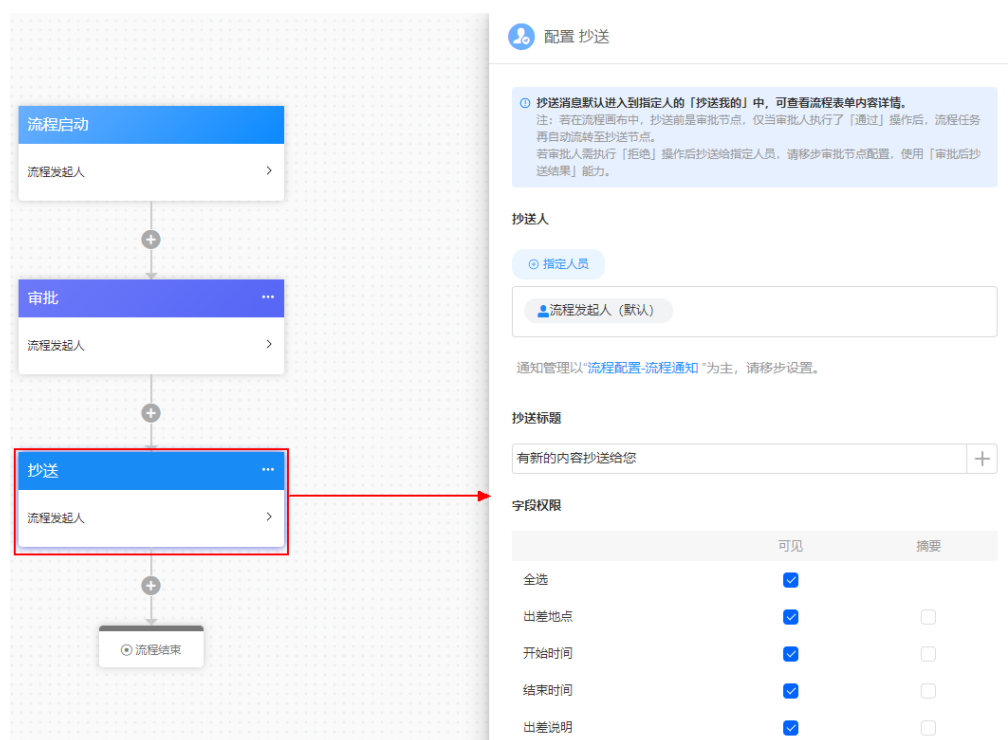 流程启动
流程发起人
审批
流程发起人
抄送
流程发起人
流程结束
配置 抄送
抄送消息默认进入到指定人的「抄送我的」中，可查看流程表单内容详情。
注：若在流程画布中，抄送前是审批节点，仅当审批人执行了「通过」操作后，流程任务
再自动流转至抄送节点。
若审批人需执行「拒绝」操作后抄送给指定人员，请移步审批节点配置，使用「审批后抄
送结果」能力。
抄送人
指定人员
流程发起人（默认）
通知管理以“流程配置-流程通知 ”为主，请移步设置。
抄送标题
有新的内容抄送给您
字段权限
可见 摘要
全选
出差地点
开始时间
结束时间
出差说明